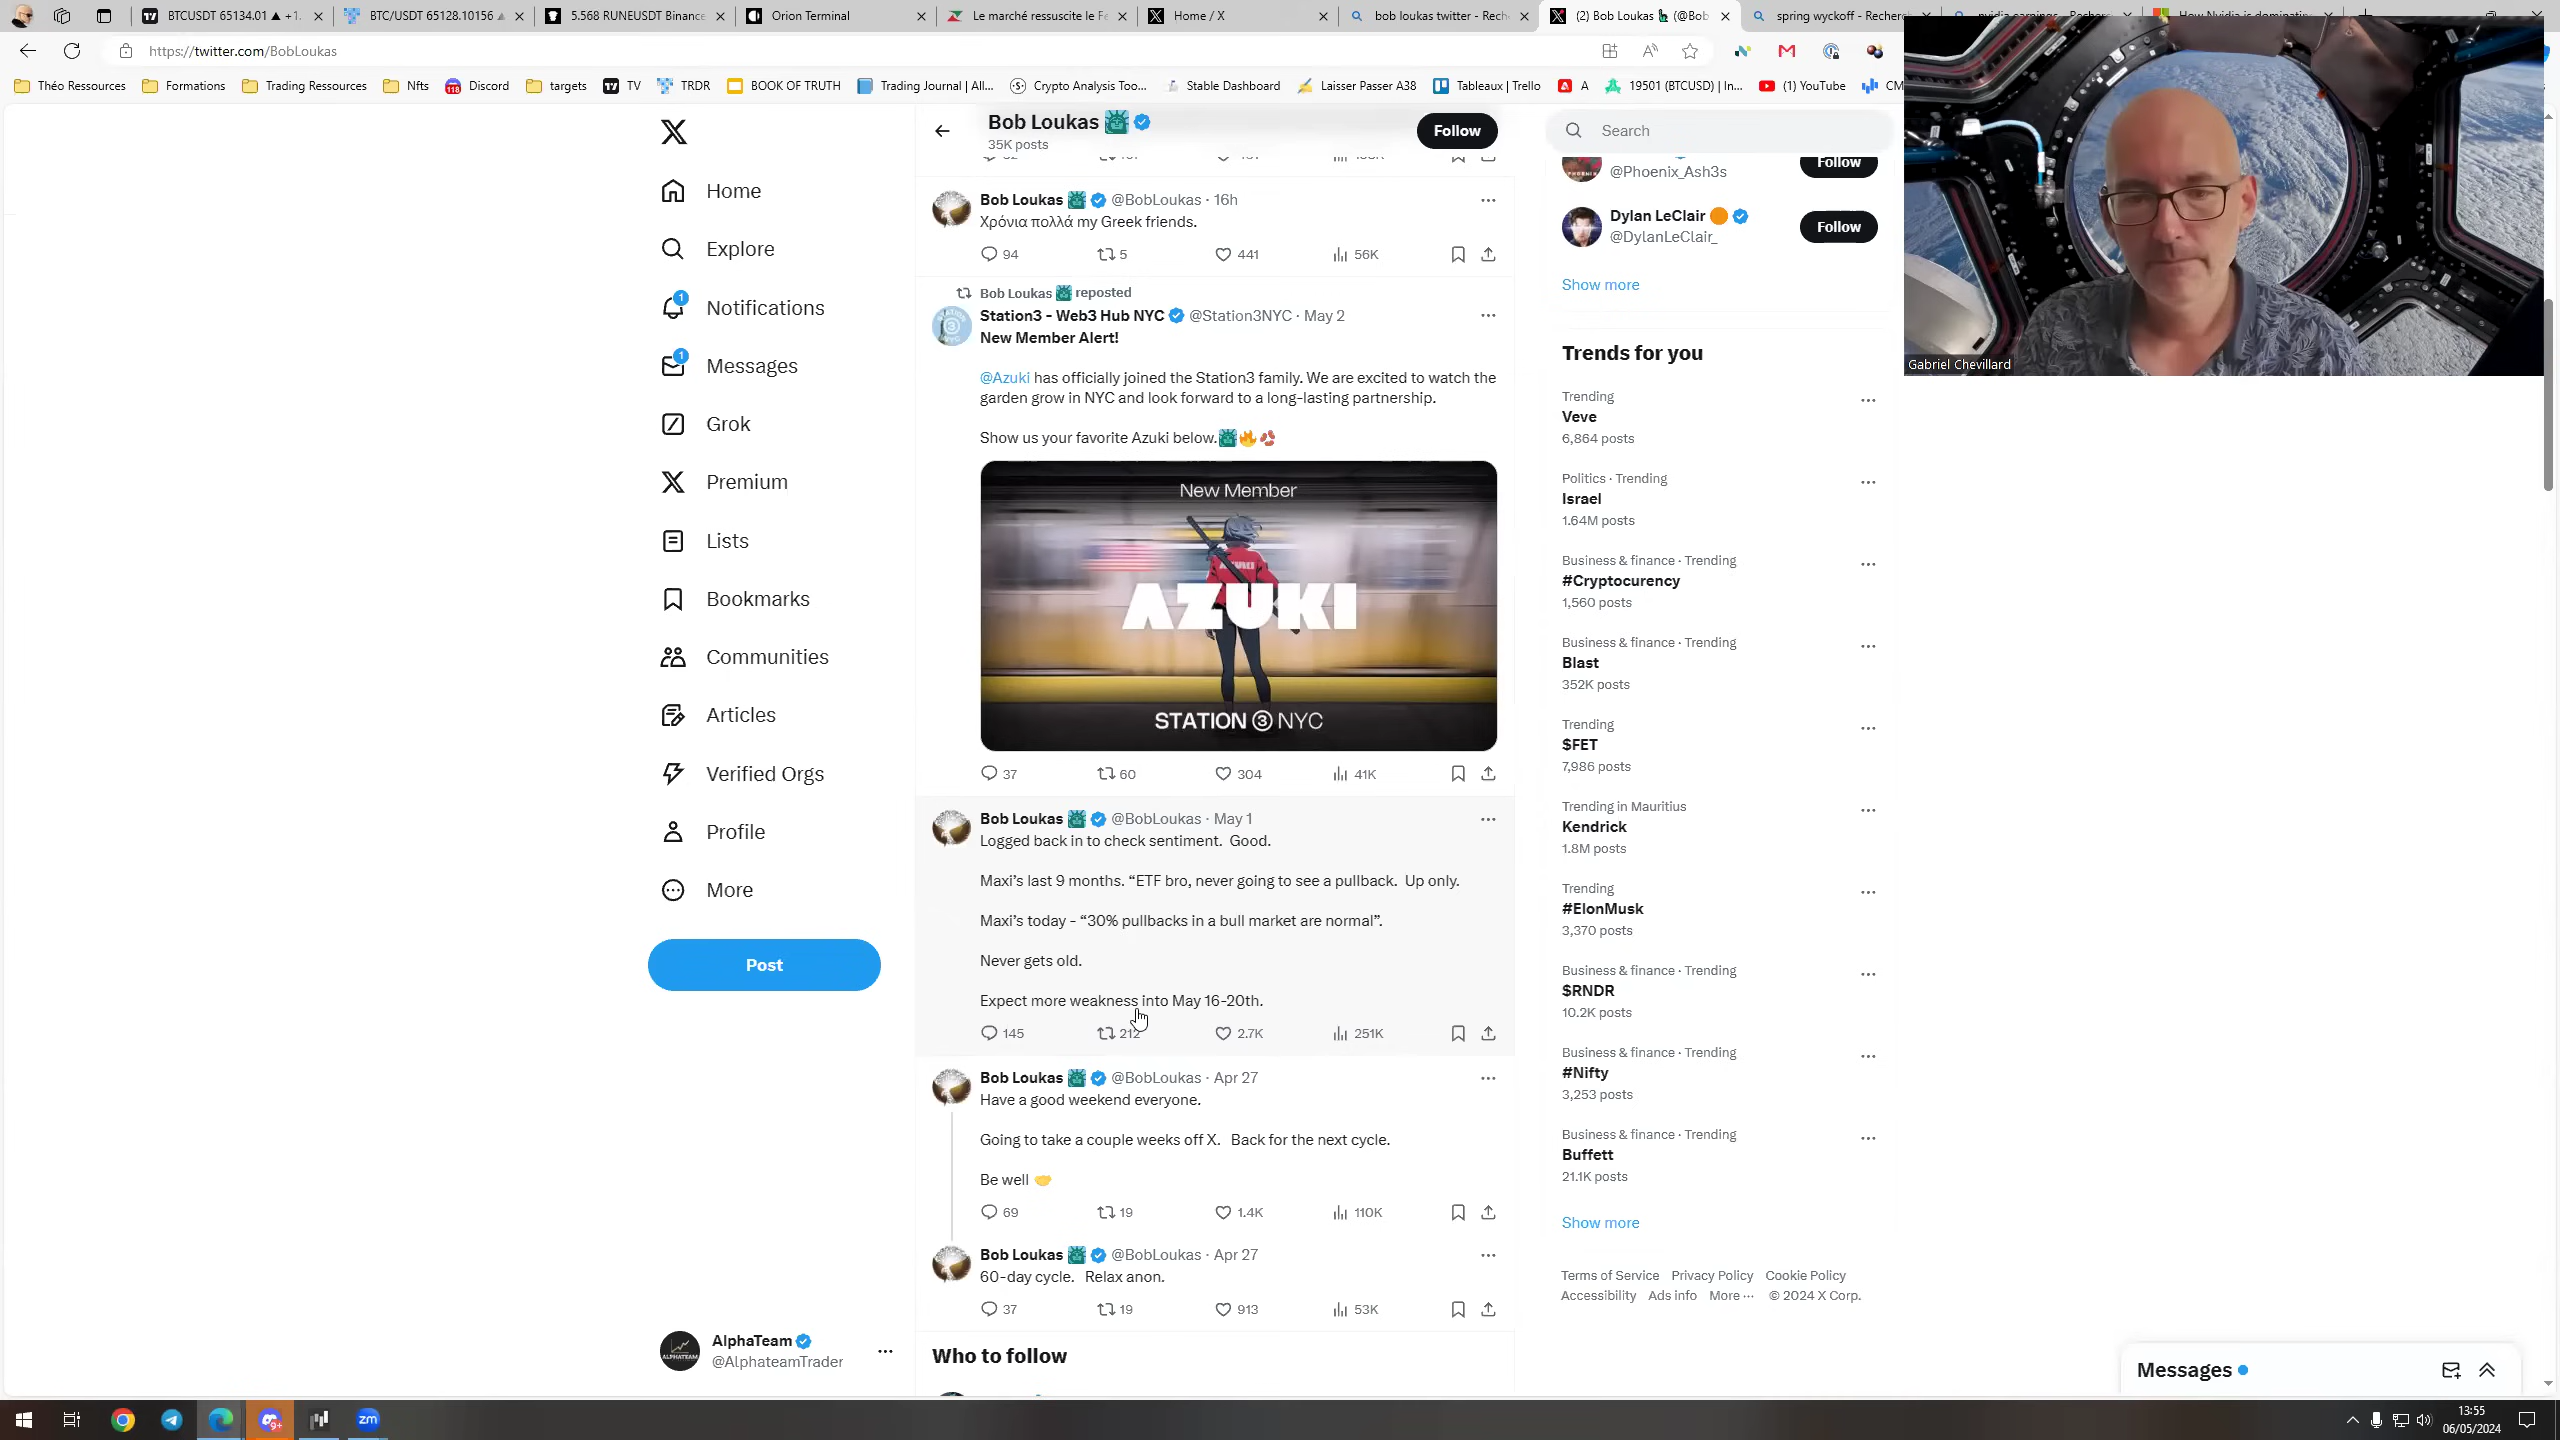 BTCUSDT 65134.01 ▲ +1.
BTC/USDT 65128.10156
5.568 RUNEUSDT Binance
Orion Terminal
Le marché ressuscite le Fe
Home / X
bob loukas twitter - Rech
(2) Bob Loukas (@Bob
spring wyckoff - Recherc
nvidia earnings - Recherc
How Nvidia is dominatin
https://twitter.com/BobLoukas
Théo Ressources
Formations
Trading Ressources
Nfts
Discord
targets
TV
TRDR
BOOK OF TRUTH
Trading Journal | All...
Crypto Analysis Too...
Stable Dashboard
Laisser Passer A38
Tableaux | Trello
A
19501 (BTCUSD) | In...
(1) YouTube
CM
Home
Explore
1
Notifications
1
Messages
Grok
Premium
Lists
Bookmarks
Communities
Articles
Verified Orgs
Profile
More
Post
AlphaTeam
@AlphateamTrader
Bob Loukas
35K posts
Follow
Bob Loukas @BobLoukas · 16h
Χρόνια πολλά my Greek friends.
94 5 441 56K
Bob Loukas reposted
Station3 - Web3 Hub NYC @Station3NYC · May 2
New Member Alert!
@Azuki has officially joined the Station3 family. We are excited to watch the
garden grow in NYC and look forward to a long-lasting partnership.
Show us your favorite Azuki below.
New Member
AZUKI
STATION 3 NYC
37 60 304 41K
Bob Loukas @BobLoukas · May 1
Logged back in to check sentiment. Good.
Maxi’s last 9 months. “ETF bro, never going to see a pullback. Up only.
Maxi’s today - “30% pullbacks in a bull market are normal”.
Never gets old.
Expect more weakness into May 16-20th.
145 212 2.7K 251K
Bob Loukas @BobLoukas · Apr 27
Have a good weekend everyone.
Going to take a couple weeks off X. Back for the next cycle.
Be well
69 19 1.4K 110K
Bob Loukas @BobLoukas · Apr 27
60-day cycle. Relax anon.
37 19 913 53K
Who to follow
Search
Follow
@Phoenix_Ash3s
Dylan LeClair
@DylanLeClair_
Follow
Show more
Trends for you
Trending
Veve
6,864 posts
Politics · Trending
Israel
1.64M posts
Business & finance · Trending
#Cryptocurency
1,560 posts
Business & finance · Trending
Blast
352K posts
Trending
$FET
7,986 posts
Trending in Mauritius
Kendrick
1.8M posts
Trending
#ElonMusk
3,370 posts
Business & finance · Trending
$RNDR
10.2K posts
Business & finance · Trending
#Nifty
3,253 posts
Business & finance · Trending
Buffett
21.1K posts
Show more
Terms of Service Privacy Policy Cookie Policy
Accessibility Ads info More ··· © 2024 X Corp.
Gabriel Chevillard
Messages
9+
zm
13:55
06/05/2024